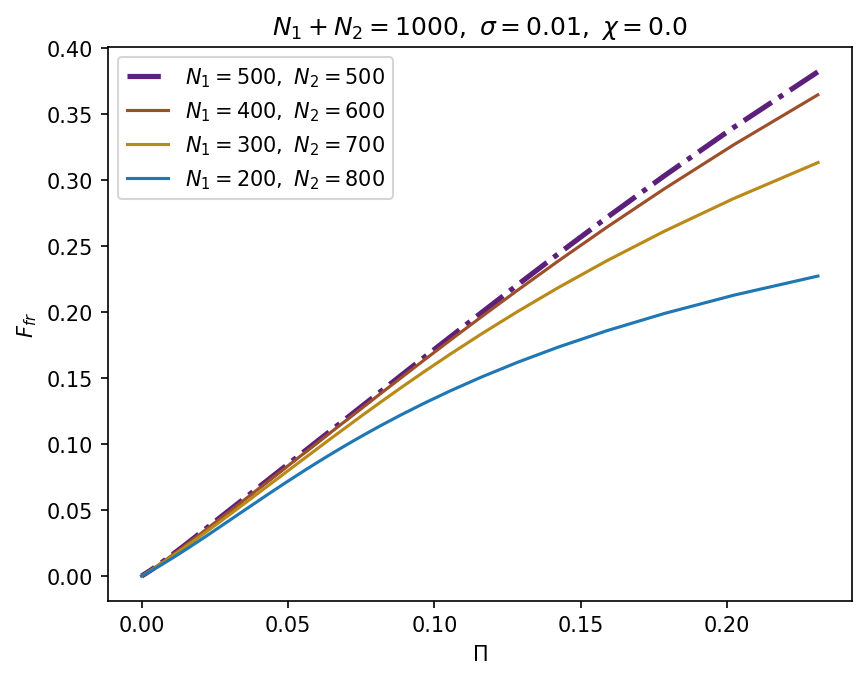 N₁ + N₂ = 1000, σ = 0.01, χ = 0.0
0.40
0.35
0.30
0.25
0.20
0.15
0.10
0.05
0.00
F_fr
N₁ = 500, N₂ = 500
N₁ = 400, N₂ = 600
N₁ = 300, N₂ = 700
N₁ = 200, N₂ = 800
0.00 0.05 0.10 0.15 0.20
Π